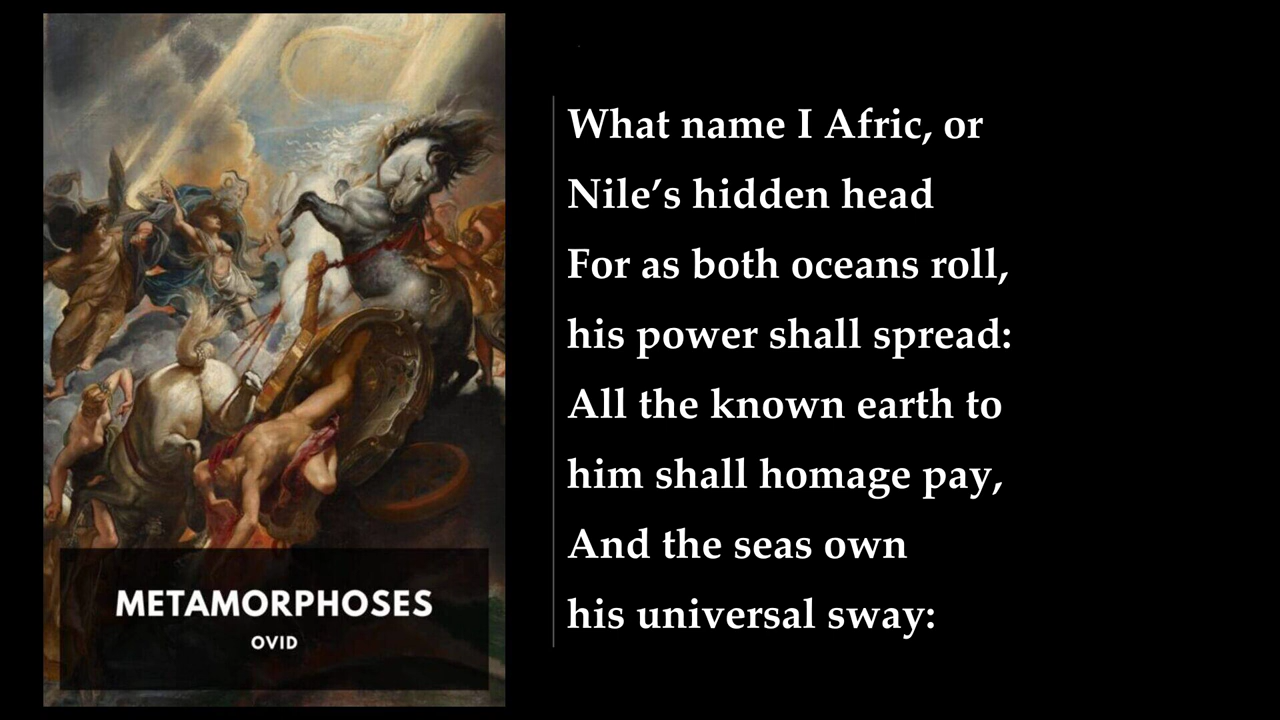 METAMORPHOSES
OVID
What name I Afric, or
Nile’s hidden head
For as both oceans roll,
his power shall spread:
All the known earth to
him shall homage pay,
And the seas own
his universal sway: